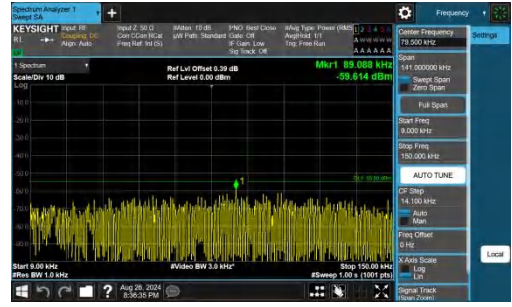 Spectrum Analyzer 1
Swept SA
+
Frequency
KEYSIGHT
Input: RF
Coupling: DC
Align: Auto
Input Z: 50 Ω
Corr CCorr RCal
Freq Ref: Int (S)
#Atten: 10 dB
µW Path: Standard
PNO: Best Close
Gate: Off
IF Gain: Low
Sig Track: Off
#Avg Type: Power (RMS)
Avg|Hold: 1/1
Trig: Free Run
A A A A A A
1 Spectrum
Scale/Div 10 dB
Log
Ref Lvl Offset 0.39 dB
Ref Level 0.00 dBm
Mkr1 89.088 kHz
-59.614 dBm
1
Start 9.00 kHz
#Res BW 1.0 kHz
#Video BW 3.0 kHz*
Stop 150.00 kHz
#Sweep 1.00 s (1001 pts)
Aug 26, 2024
8:36:35 PM
Center Frequency
79.500 kHz
Settings
Span
141.000000 kHz
Swept Span
Zero Span
Full Span
Start Freq
9.000 kHz
Stop Freq
150.000 kHz
AUTO TUNE
CF Step
14.100 kHz
Auto
Man
Freq Offset
0 Hz
X Axis Scale
Log
Lin
Signal Track
(Span Zoom)
Local